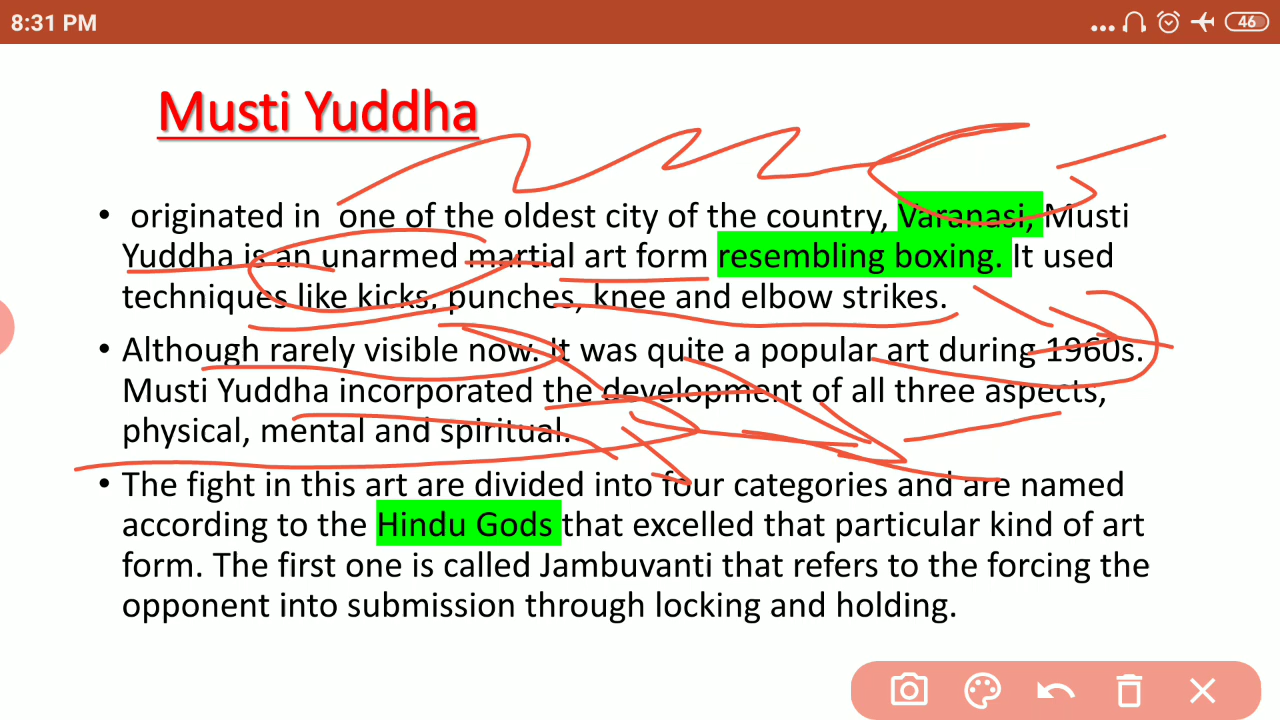 8:31 PM
46
Musti Yuddha
• originated in one of the oldest city of the country, Varanasi, Musti
Yuddha is an unarmed martial art form resembling boxing. It used
techniques like kicks, punches, knee and elbow strikes.
• Although rarely visible now. It was quite a popular art during 1960s.
Musti Yuddha incorporated the development of all three aspects,
physical, mental and spiritual.
• The fight in this art are divided into four categories and are named
according to the Hindu Gods that excelled that particular kind of art
form. The first one is called Jambuvanti that refers to the forcing the
opponent into submission through locking and holding.